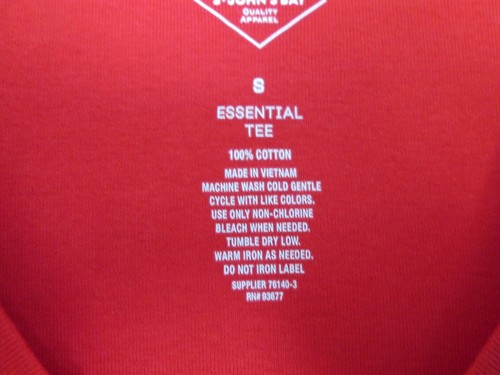 QUALITY
APPAREL
S
ESSENTIAL
TEE
100% COTTON
MADE IN VIETNAM
MACHINE WASH COLD GENTLE
CYCLE WITH LIKE COLORS.
USE ONLY NON-CHLORINE
BLEACH WHEN NEEDED.
TUMBLE DRY LOW.
WARM IRON AS NEEDED.
DO NOT IRON LABEL
SUPPLIER 76140-3
RN# 93677